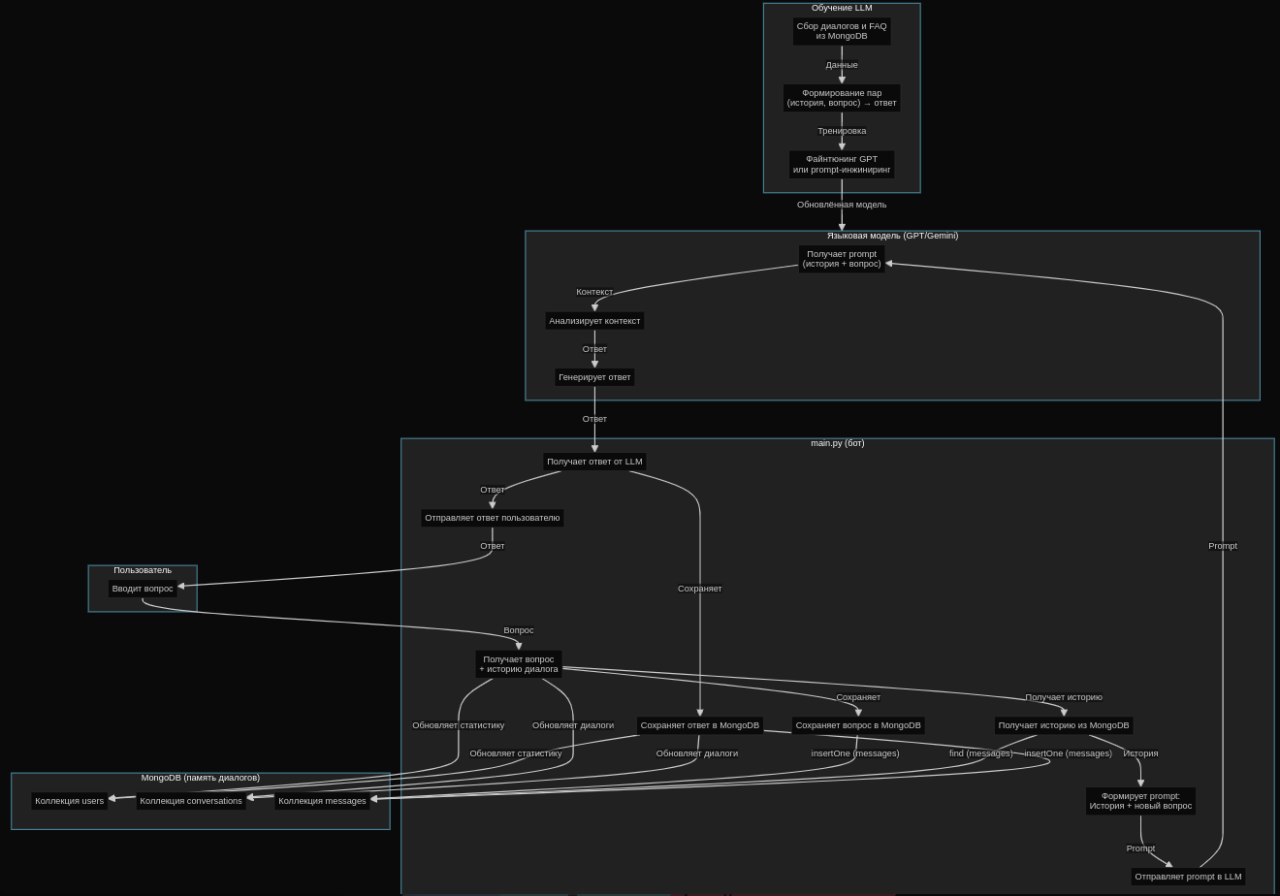 Обучение LLM
Сбор диалогов и FAQ
из MongoDB
Данные
Формирование пар
(история, вопрос) → ответ
Тренировка
Файнтюнинг GPT
или prompt-инжиниринг
Обновлённая модель
Языковая модель (GPT/Gemini)
Получает prompt
(история + вопрос)
Контекст
Анализирует контекст
Ответ
Генерирует ответ
Ответ
main.py (бот)
Получает ответ от LLM
Ответ
Отправляет ответ пользователю
Ответ
Prompt
Пользователь
Вводит вопрос
Сохраняет
Вопрос
Получает вопрос
+ историю диалога
Сохраняет
Получает историю
Обновляет статистику
Обновляет диалоги
Сохраняет ответ в MongoDB
Сохраняет вопрос в MongoDB
Получает историю из MongoDB
Обновляет статистику
Обновляет диалоги
insertOne (messages)
find (messages)
insertOne (messages)
История
MongoDB (память диалогов)
Коллекция users
Коллекция conversations
Коллекция messages
Формирует prompt:
История + новый вопрос
Prompt
Отправляет prompt в LLM